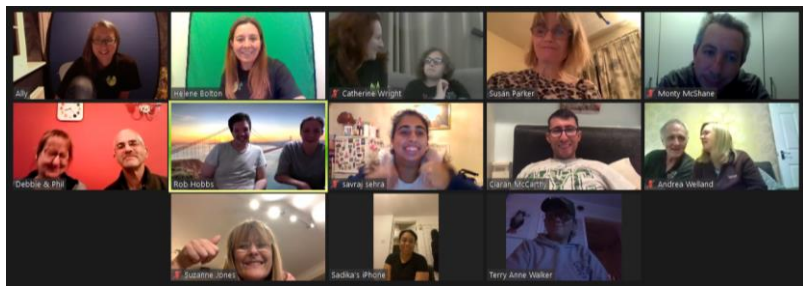 Ally
Helene Bolton
Catherine Wright
Susan Parker
Monty McShane
Debbie & Phil
Rob Hobbs
savraj sehra
Ciaran McCarthy
Andrea Welland
Suzanne Jones
Sadika's iPhone
Terry Anne Walker